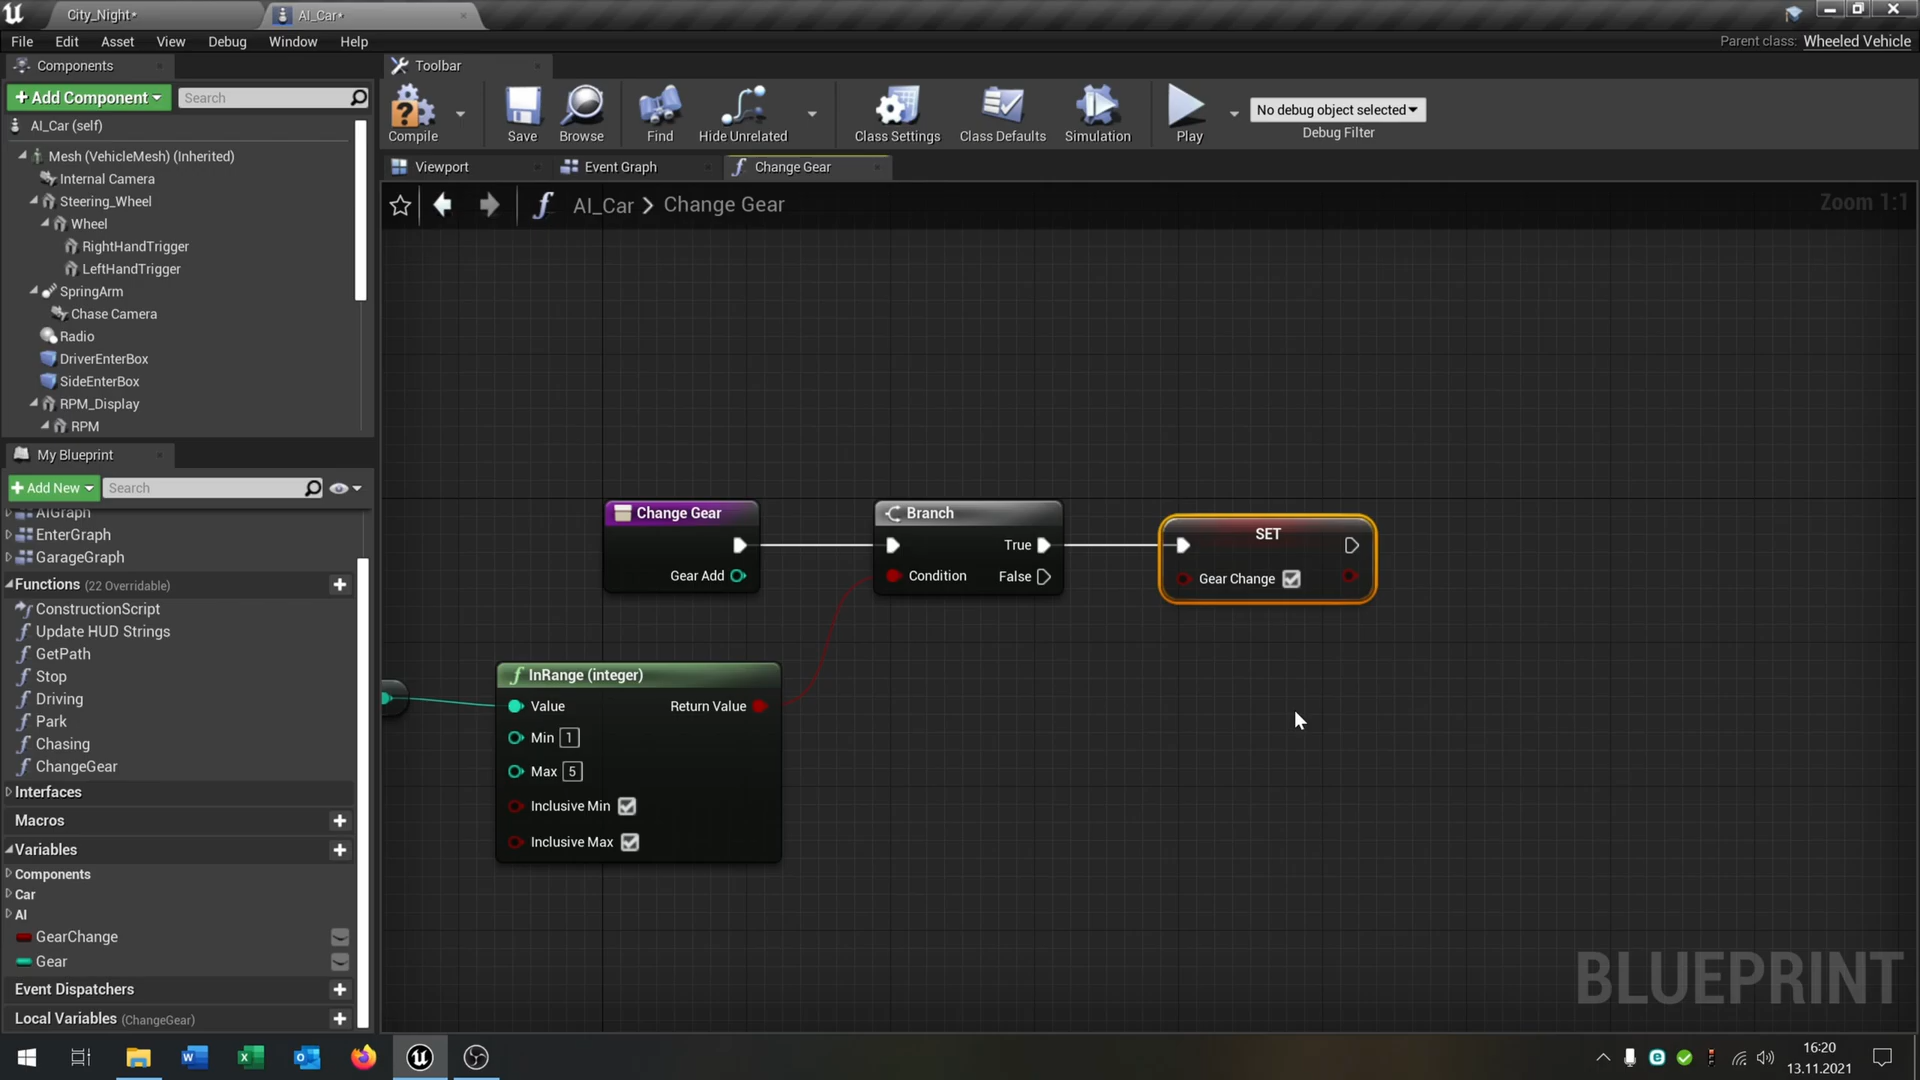 City_Night*
AI_Car*
File Edit Asset View Debug Window Help
Parent class: Wheeled Vehicle
Components
Toolbar
Add Component
Search
Compile
Save
Browse
Find
Hide Unrelated
Class Settings
Class Defaults
Simulation
Play
No debug object selected
Debug Filter
AI_Car (self)
Mesh (VehicleMesh) (Inherited)
Internal Camera
Steering_Wheel
Wheel
RightHandTrigger
LeftHandTrigger
SpringArm
Chase Camera
Radio
DriverEnterBox
SideEnterBox
RPM_Display
RPM
Viewport
Event Graph
Change Gear
AI_Car > Change Gear
Zoom 1:1
My Blueprint
Add New
Search
AIGraph
EnterGraph
GarageGraph
Functions (22 Overridable)
ConstructionScript
Update HUD Strings
GetPath
Stop
Driving
Park
Chasing
ChangeGear
Interfaces
Macros
Variables
Components
Car
AI
GearChange
Gear
Event Dispatchers
Local Variables (ChangeGear)
Change Gear
Gear Add
Branch
True
Condition
False
SET
Gear Change
InRange (integer)
Value
Return Value
Min 1
Max 5
Inclusive Min
Inclusive Max
BLUEPRINT
16:20
13.11.2021